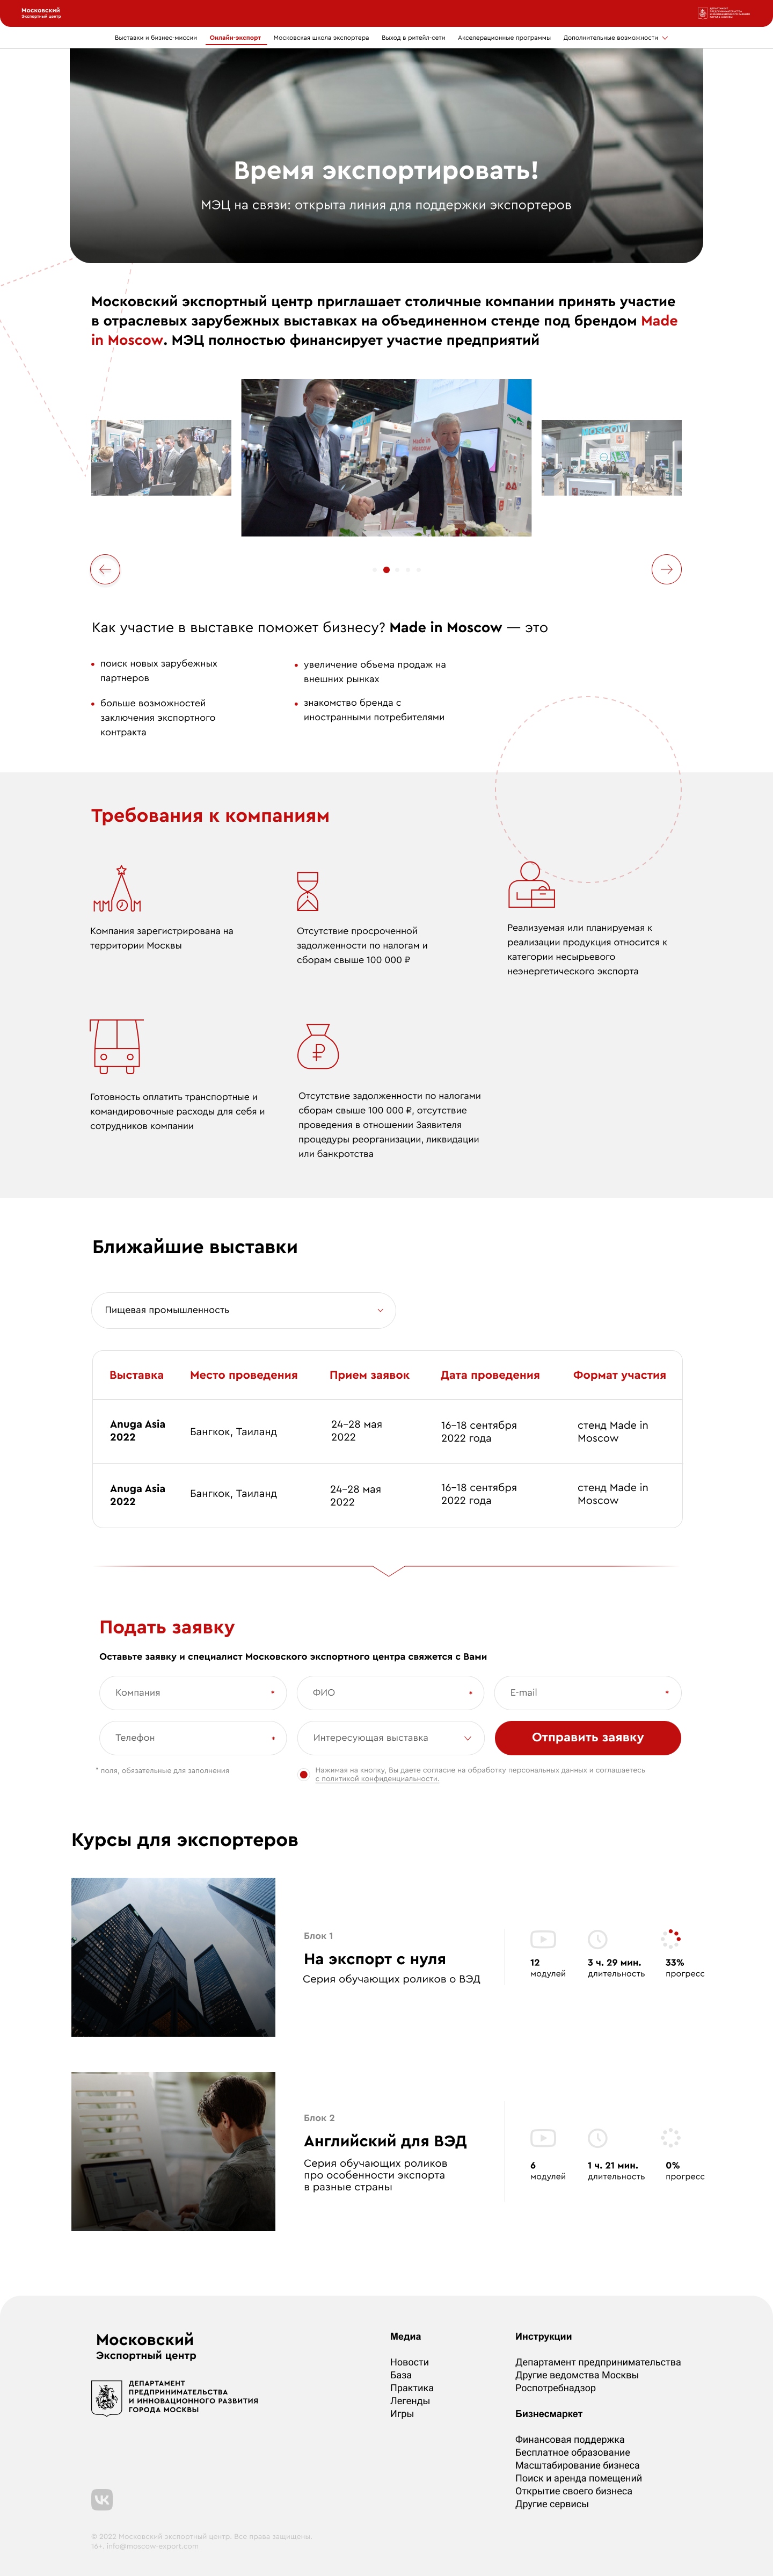 Московский
Экспортный центр
ДЕПАРТАМЕНТ
ПРЕДПРИНИМАТЕЛЬСТВА
И ИННОВАЦИОННОГО РАЗВИТИЯ
ГОРОДА МОСКВЫ
Выставки и бизнес-миссии Онлайн-экспорт Московская школа экспортера Выход в ритейл-сети Акселерационные программы Дополнительные возможности
Время экспортировать!
МЭЦ на связи: открыта линия для поддержки экспортеров
Московский экспортный центр приглашает столичные компании принять участие
в отраслевых зарубежных выставках на объединенном стенде под брендом Made
in Moscow. МЭЦ полностью финансирует участие предприятий
MOSCOW
Как участие в выставке поможет бизнесу? Made in Moscow — это
поиск новых зарубежных
партнеров
увеличение объема продаж на
внешних рынках
больше возможностей
заключения экспортного
контракта
знакомство бренда с
иностранными потребителями
Требования к компаниям
Компания зарегистрирована на
территории Москвы
Отсутствие просроченной
задолженности по налогам и
сборам свыше 100 000 ₽
Реализуемая или планируемая к
реализации продукция относится к
категории несырьевого
неэнергетического экспорта
Готовность оплатить транспортные и
командировочные расходы для себя и
сотрудников компании
Отсутствие задолженности по налогами
сборам свыше 100 000 ₽, отсутствие
проведения в отношении Заявителя
процедуры реорганизации, ликвидации
или банкротства
Ближайшие выставки
Пищевая промышленность
Выставка Место проведения Прием заявок Дата проведения Формат участия
Anuga Asia
2022
Бангкок, Таиланд
24–28 мая
2022
16–18 сентября
2022 года
стенд Made in
Moscow
Anuga Asia
2022
Бангкок, Таиланд
24–28 мая
2022
16–18 сентября
2022 года
стенд Made in
Moscow
Подать заявку
Оставьте заявку и специалист Московского экспортного центра свяжется с Вами
Компания
ФИО
E-mail
Телефон
Интересующая выставка
Отправить заявку
* поля, обязательные для заполнения
Нажимая на кнопку, Вы даете согласие на обработку персональных данных и соглашаетесь
с политикой конфиденциальности.
Курсы для экспортеров
Блок 1
На экспорт с нуля
Серия обучающих роликов о ВЭД
12 3 ч. 29 мин. 33%
модулей длительность прогресс
Блок 2
Английский для ВЭД
Серия обучающих роликов
про особенности экспорта
в разные страны
6 1 ч. 21 мин. 0%
модулей длительность прогресс
Московский
Экспортный центр
ДЕПАРТАМЕНТ
ПРЕДПРИНИМАТЕЛЬСТВА
И ИННОВАЦИОННОГО РАЗВИТИЯ
ГОРОДА МОСКВЫ
Медиа
Новости
База
Практика
Легенды
Игры
Инструкции
Департамент предпринимательства
Другие ведомства Москвы
Роспотребнадзор
Бизнесмаркет
Финансовая поддержка
Бесплатное образование
Масштабирование бизнеса
Поиск и аренда помещений
Открытие своего бизнеса
Другие сервисы
© 2022 Московский экспортный центр. Все права защищены.
16+. info@moscow-export.com